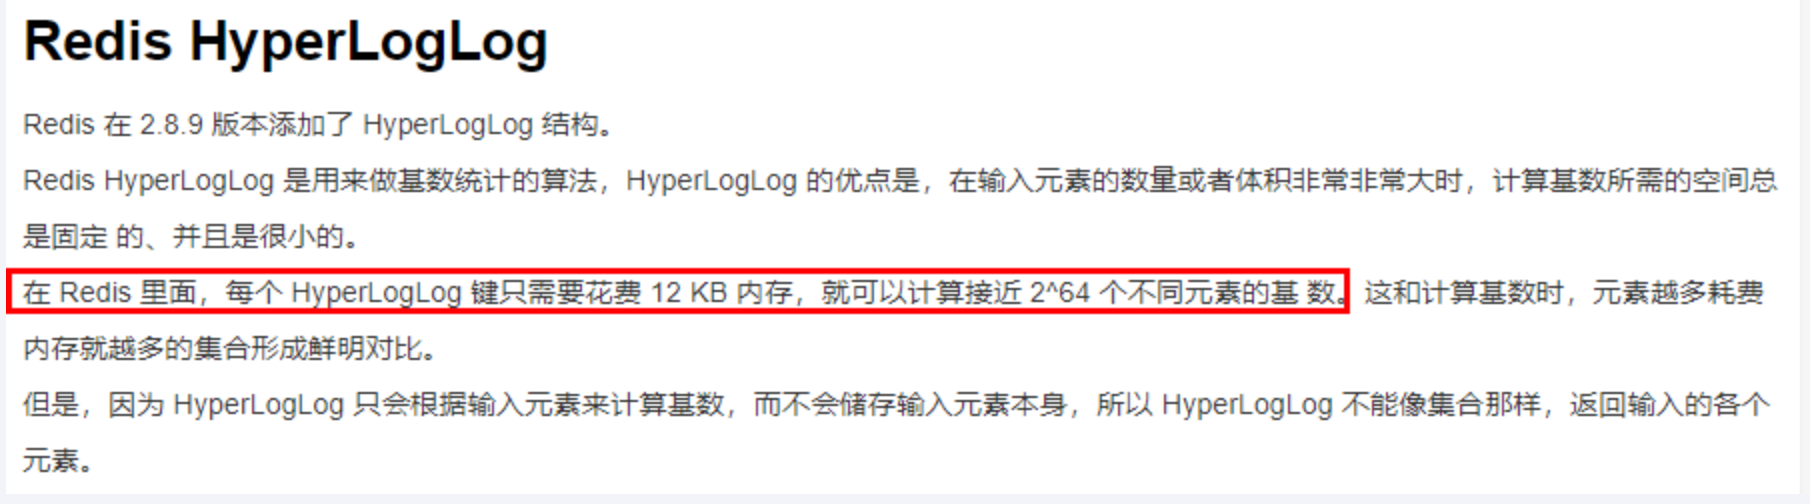 Redis HyperLogLog
Redis 在 2.8.9 版本添加了 HyperLogLog 结构。
Redis HyperLogLog 是用来做基数统计的算法，HyperLogLog 的优点是，在输入元素的数量或者体积非常非常大时，计算基数所需的空间总
是固定 的、并且是很小的。
在 Redis 里面，每个 HyperLogLog 键只需要花费 12 KB 内存，就可以计算接近 2^64 个不同元素的基 数。这和计算基数时，元素越多耗费
内存就越多的集合形成鲜明对比。
但是，因为 HyperLogLog 只会根据输入元素来计算基数，而不会储存输入元素本身，所以 HyperLogLog 不能像集合那样，返回输入的各个
元素。